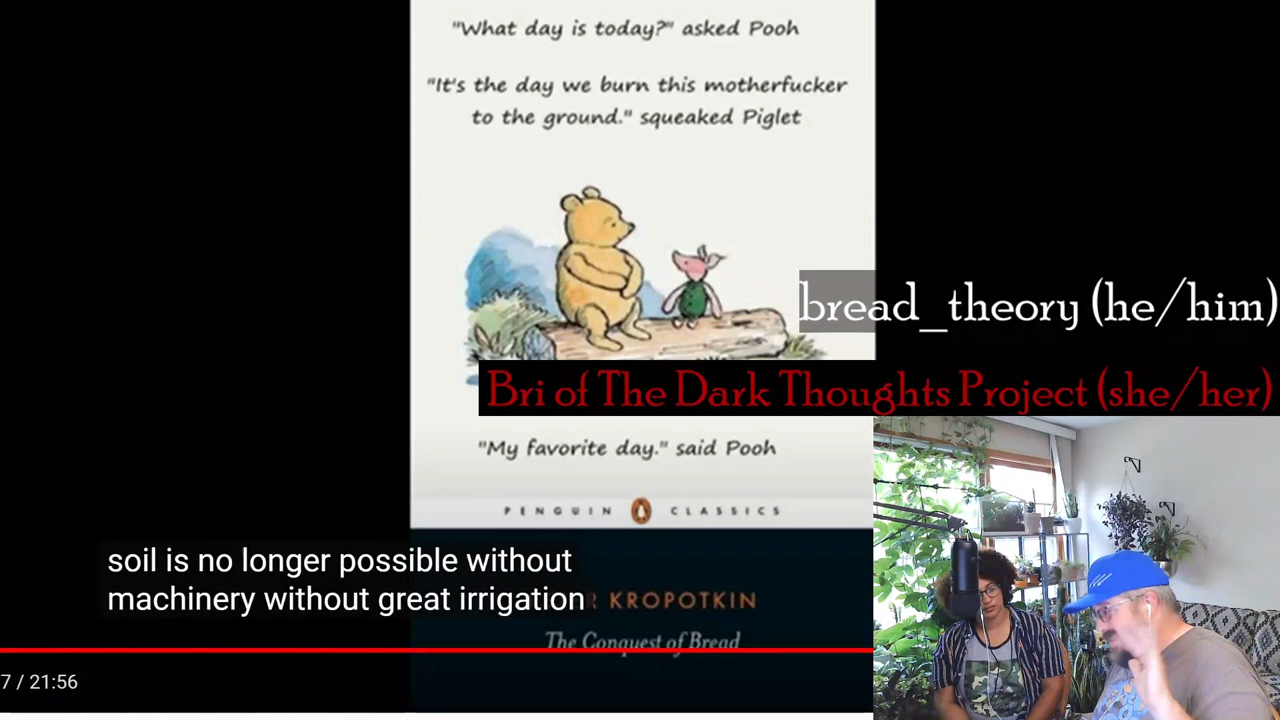 "What day is today?" asked Pooh
"It's the day we burn this motherfucker
to the ground." squeaked Piglet
bread_theory (he/him)
Bri of The Dark Thoughts Project (she/her)
"My favorite day." said Pooh
PENGUIN CLASSICS
soil is no longer possible without
machinery without great irrigation
KROPOTKIN
The Conquest of Bread
7 / 21:56